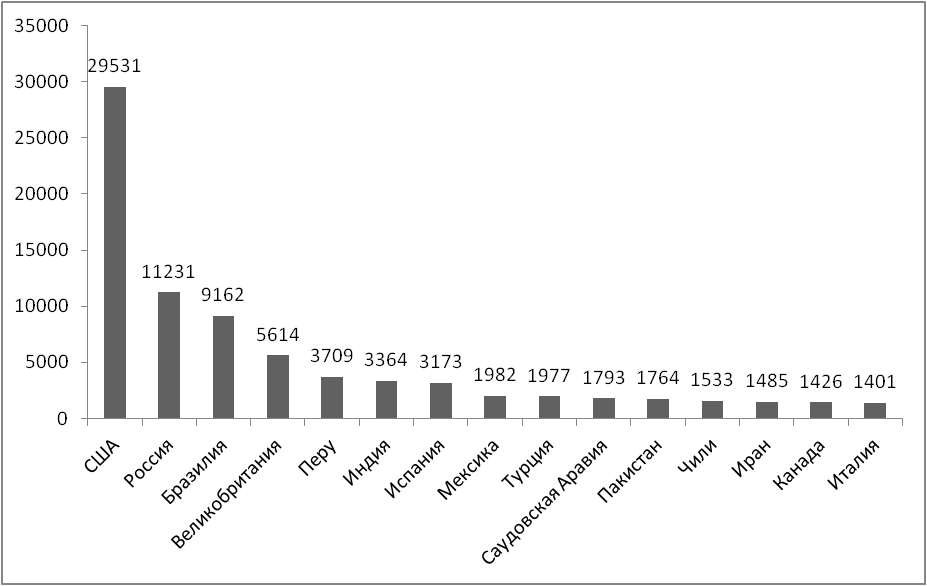 35000
30000
25000
20000
15000
10000
5000
0
29531
11231
9162
5614
3709
3364
3173
1982
1977
1793
1764
1533
1485
1426
1401
США
Россия
Бразилия
Великобритания
Перу
Индия
Испания
Мексика
Турция
Саудовская Аравия
Пакистан
Чили
Иран
Канада
Италия